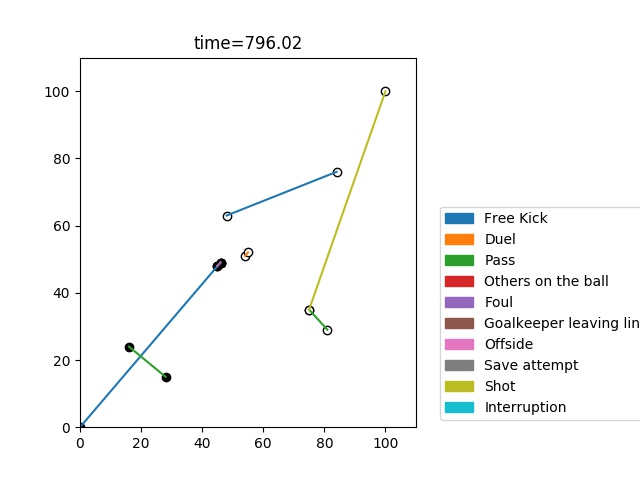 time=796.02
100
80
60
40
20
0
0 20 40 60 80 100
Free Kick
Duel
Pass
Others on the ball
Foul
Goalkeeper leaving lin
Offside
Save attempt
Shot
Interruption